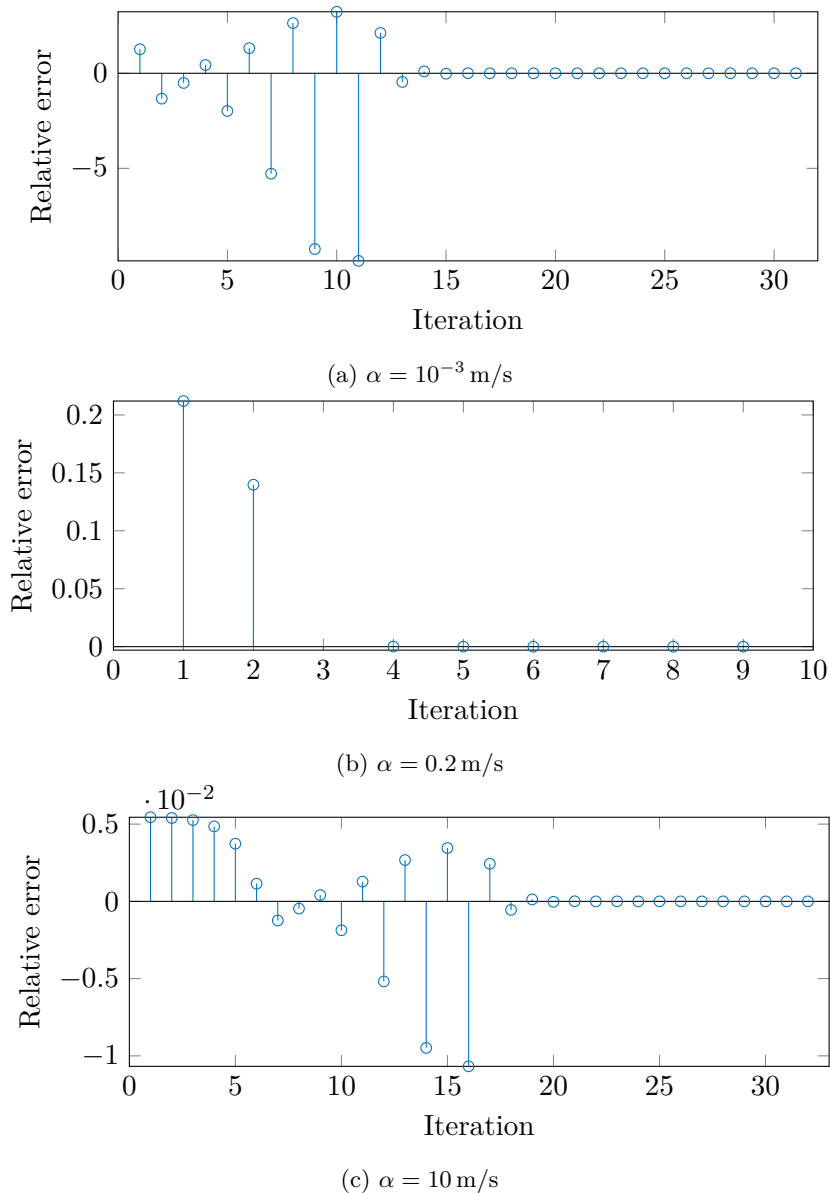 0
−5
Relative error
0 5 10 15 20 25 30
Iteration
(a) α = 10⁻³ m/s
0.2
0.15
0.1
0.05
0
Relative error
0 1 2 3 4 5 6 7 8 9 10
Iteration
(b) α = 0.2 m/s
·10⁻²
0.5
0
−0.5
−1
Relative error
0 5 10 15 20 25 30
Iteration
(c) α = 10 m/s